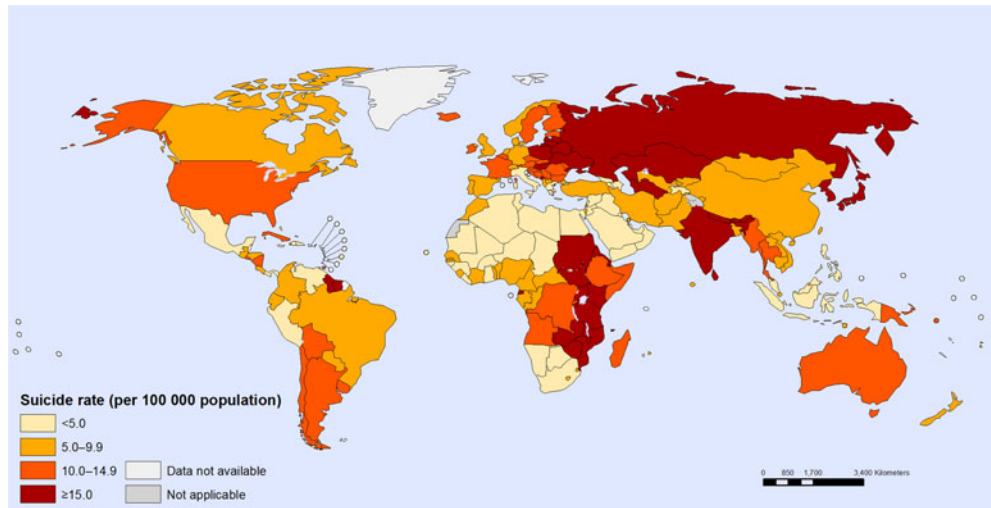 Suicide rate (per 100 000 population)
<5.0
5.0–9.9
10.0–14.9
≥15.0
Data not available
Not applicable
0 850 1,700 3,400 Kilometers